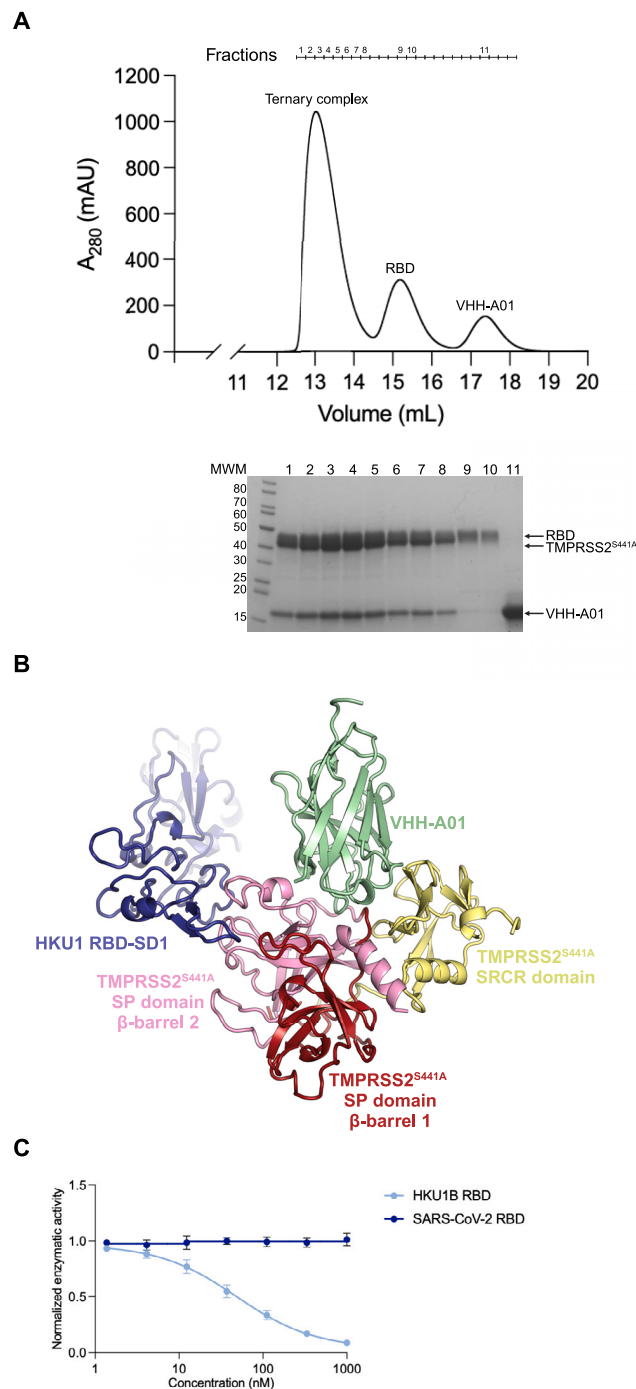 A
Fractions 1 2 3 4 5 6 7 8 9 10 11
Ternary complex
RBD
VHH-A01
A280 (mAU)
1200
1000
800
600
400
200
0
11 12 13 14 15 16 17 18 19 20
Volume (mL)
MWM 1 2 3 4 5 6 7 8 9 10 11
80
70
60
50
40
30
25
20
15
RBD
TMPRSS2S441A
VHH-A01
B
VHH-A01
HKU1 RBD-SD1
TMPRSS2S441A
SP domain
β-barrel 2
TMPRSS2S441A
SRCR domain
TMPRSS2S441A
SP domain
β-barrel 1
C
Normalized enzymatic activity
1.5
1.0
0.5
0.0
1 10 100 1000
Concentration (nM)
HKU1B RBD
SARS-CoV-2 RBD